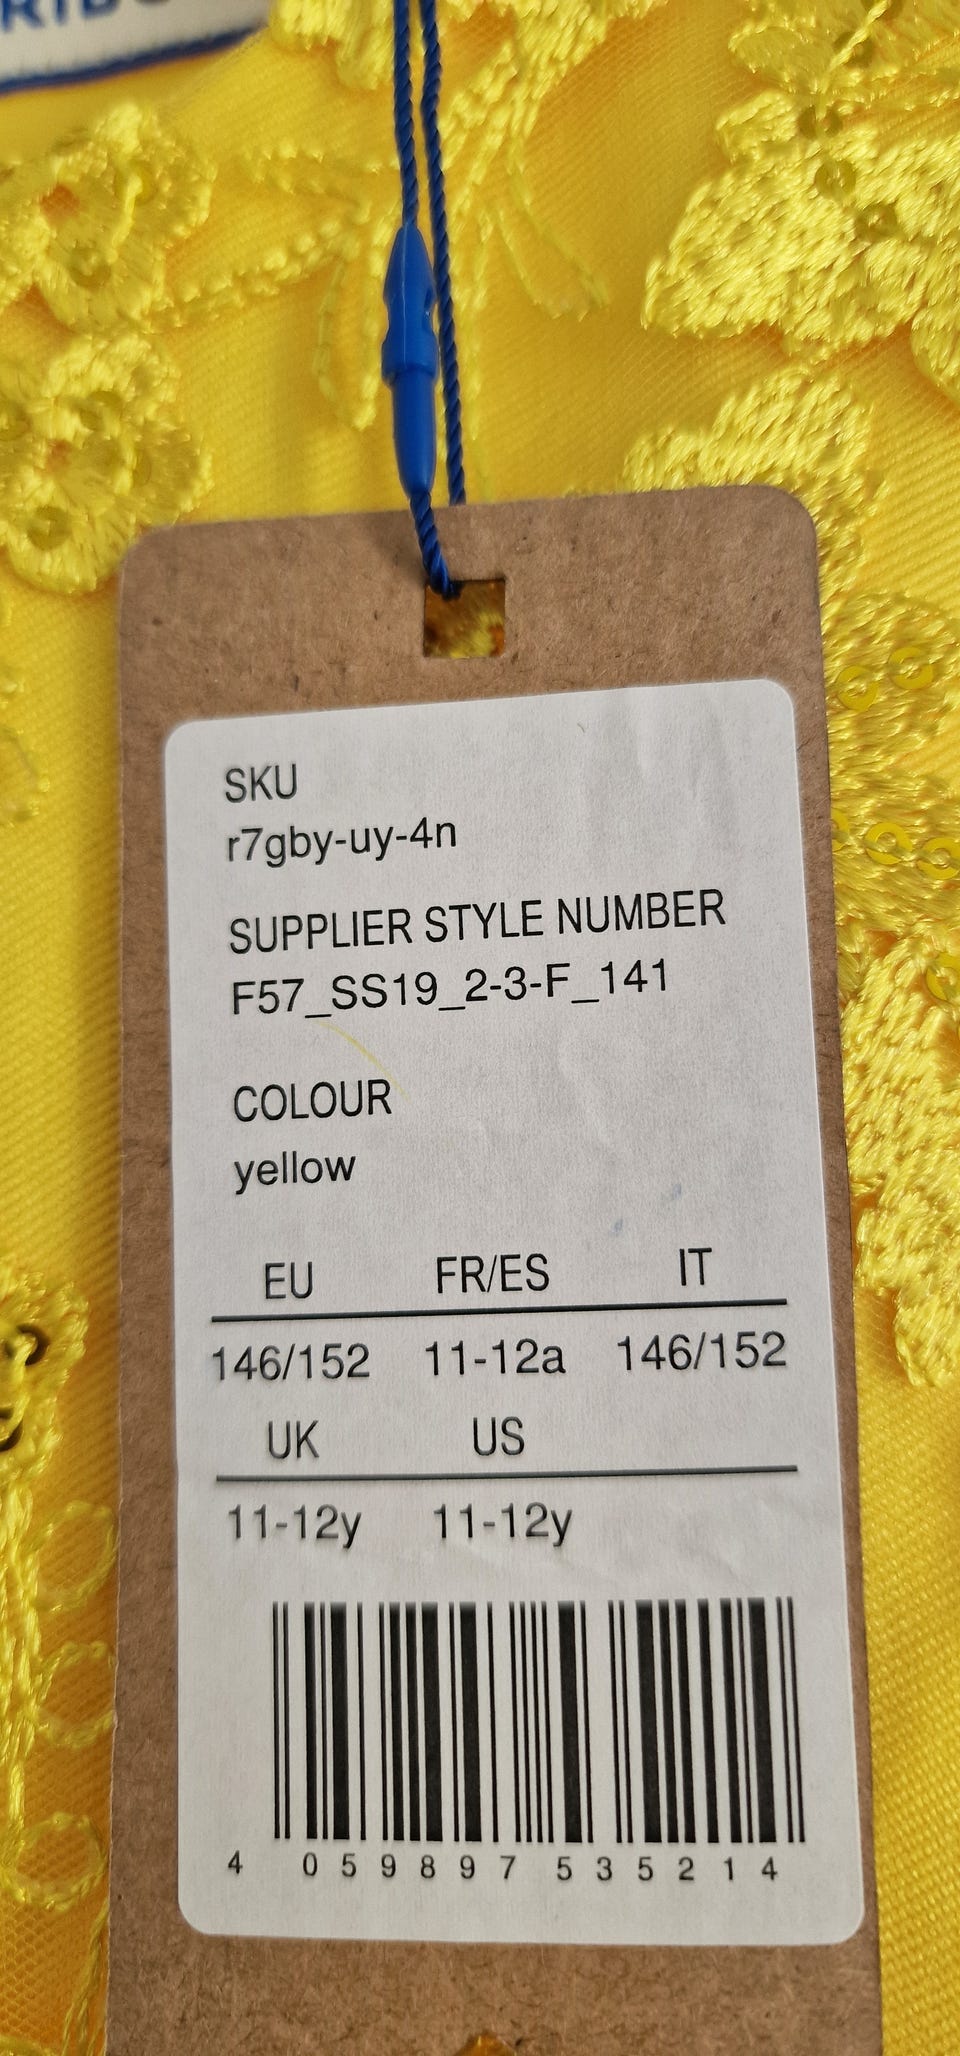 SKU
r7gby-uy-4n
SUPPLIER STYLE NUMBER
F57_SS19_2-3-F_141
COLOUR
yellow
EU FR/ES IT
146/152 11-12a 146/152
UK US
11-12y 11-12y
4 059897 535214